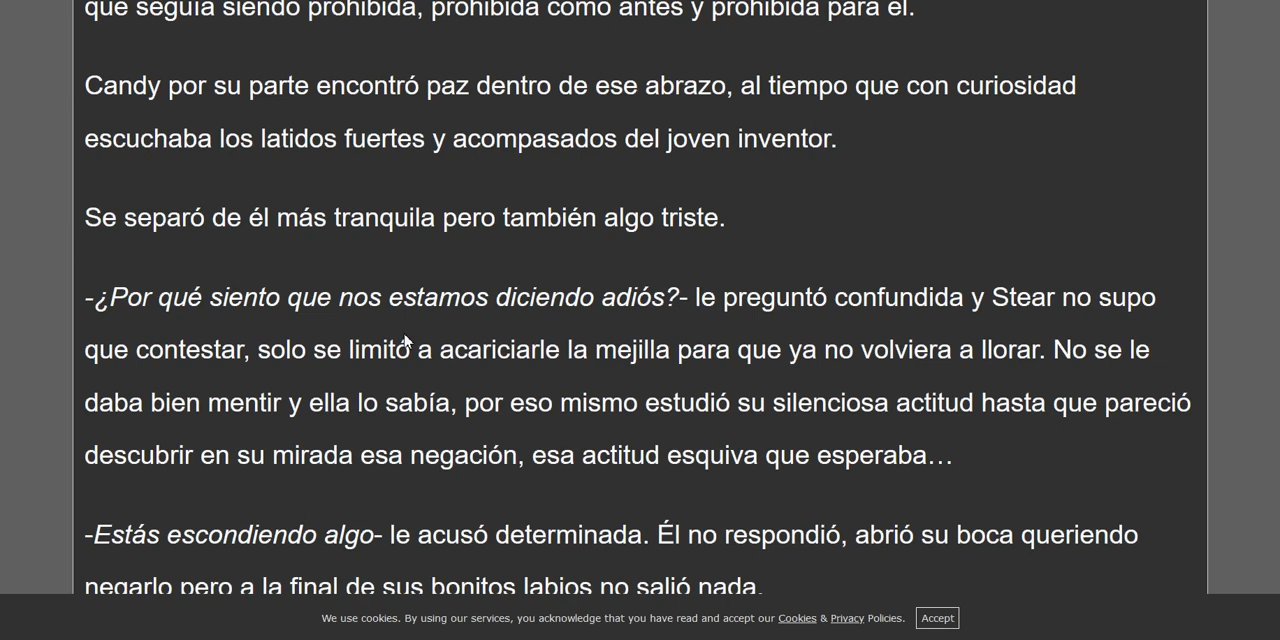 que seguía siendo prohibida, prohibida como antes y prohibida para él.
Candy por su parte encontró paz dentro de ese abrazo, al tiempo que con curiosidad
escuchaba los latidos fuertes y acompasados del joven inventor.
Se separó de él más tranquila pero también algo triste.
-¿Por qué siento que nos estamos diciendo adiós?- le preguntó confundida y Stear no supo
que contestar, solo se limitó a acariciarle la mejilla para que ya no volviera a llorar. No se le
daba bien mentir y ella lo sabía, por eso mismo estudió su silenciosa actitud hasta que pareció
descubrir en su mirada esa negación, esa actitud esquiva que esperaba…
-Estás escondiendo algo- le acusó determinada. Él no respondió, abrió su boca queriendo
negarlo pero a la final de sus bonitos labios no salió nada.
We use cookies. By using our services, you acknowledge that you have read and accept our Cookies & Privacy Policies. Accept